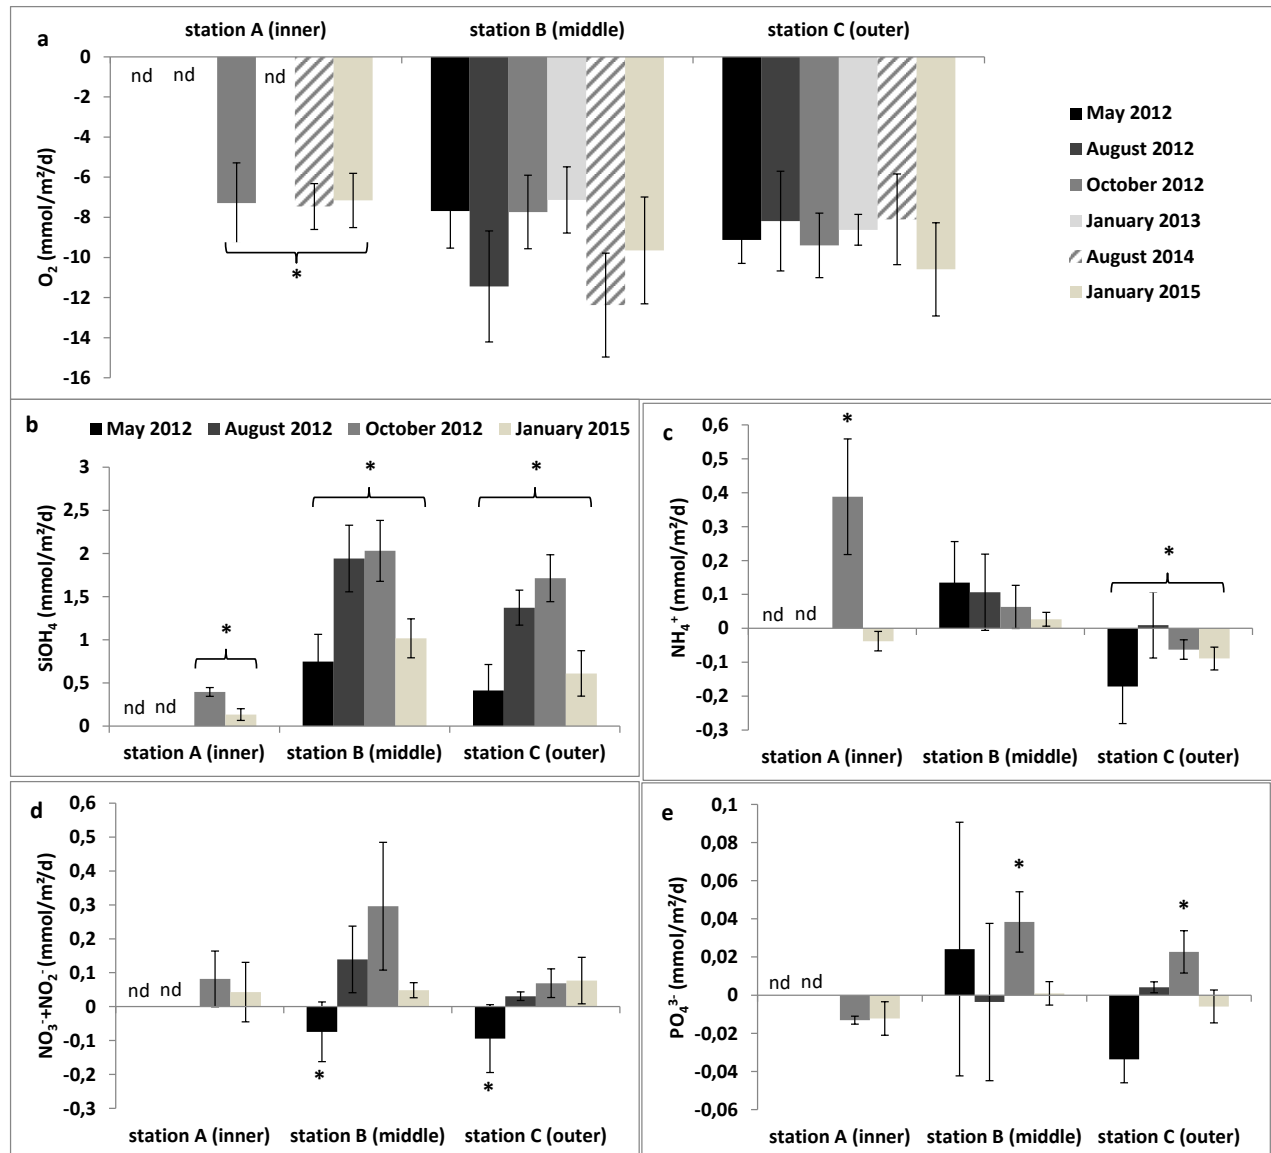 a
station A (inner)
station B (middle)
station C (outer)
O2 (mmol/m²/d)
0
-2
-4
-6
-8
-10
-12
-14
-16
nd
nd
nd
*
May 2012
August 2012
October 2012
January 2013
August 2014
January 2015
b
May 2012
August 2012
October 2012
January 2015
SiOH4 (mmol/m²/d)
3
2,5
2
1,5
1
0,5
0
nd
nd
*
*
*
station A (inner)
station B (middle)
station C (outer)
c
NH4+ (mmol/m²/d)
0,6
0,5
0,4
0,3
0,2
0,1
0
-0,1
-0,2
-0,3
nd
nd
*
*
station A (inner)
station B (middle)
station C (outer)
d
NO3-+NO2- (mmol/m²/d)
0,6
0,5
0,4
0,3
0,2
0,1
0
-0,1
-0,2
-0,3
nd
nd
*
*
station A (inner)
station B (middle)
station C (outer)
e
PO43- (mmol/m²/d)
0,1
0,08
0,06
0,04
0,02
0
-0,02
-0,04
-0,06
nd
nd
*
*
station A (inner)
station B (middle)
station C (outer)